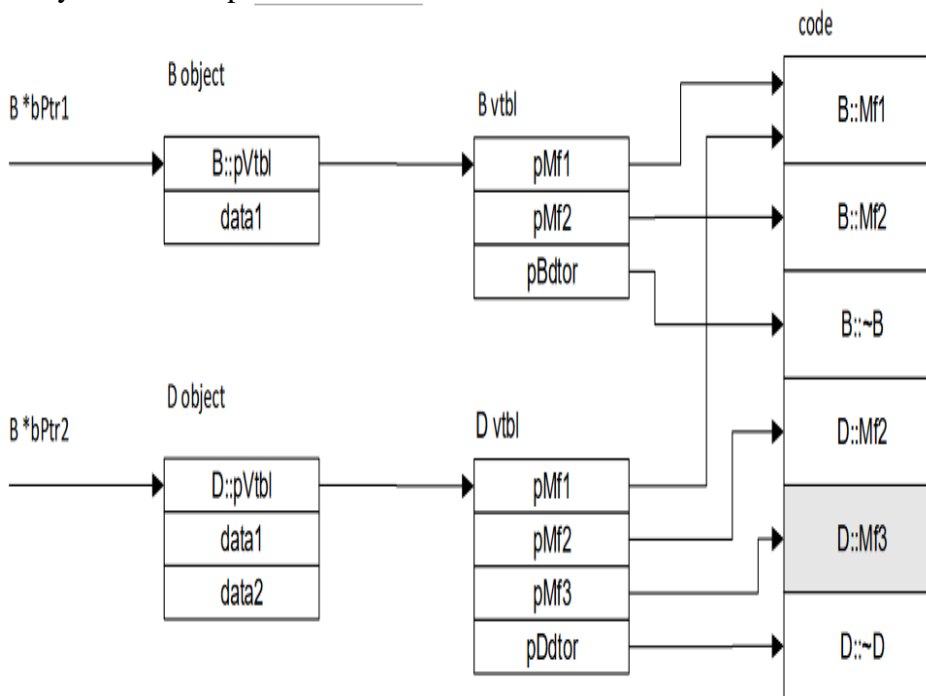 code
B object
B *bPtr1
B vtbl
B::pVtbl
data1
pMf1
pMf2
pBdtor
B::Mf1
B::Mf2
B::~B
D object
B *bPtr2
D vtbl
D::pVtbl
data1
data2
pMf1
pMf2
pMf3
pDdtor
D::Mf2
D::Mf3
D::~D